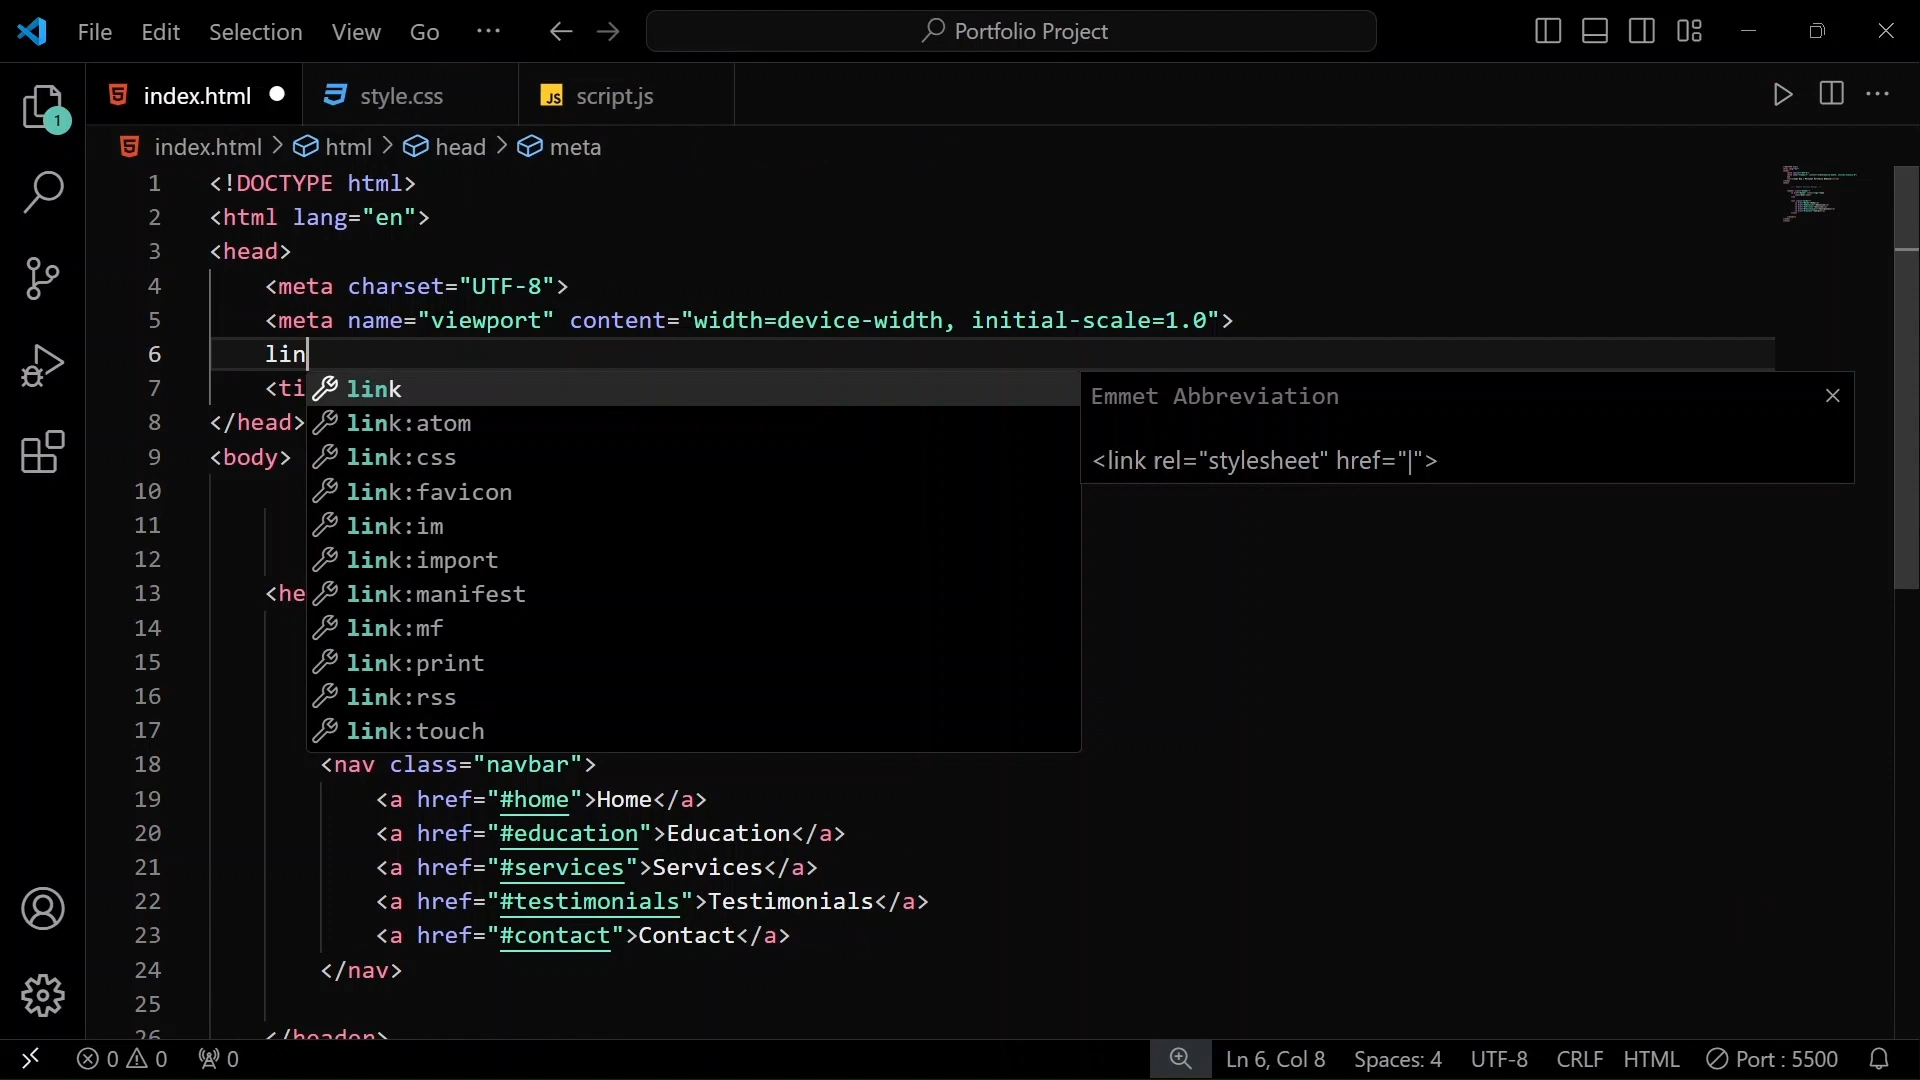 File Edit Selection View Go ··· Portfolio Project
index.html style.css script.js
1
index.html > html > head > meta
1 <!DOCTYPE html>
2 <html lang="en">
3 <head>
4 <meta charset="UTF-8">
5 <meta name="viewport" content="width=device-width, initial-scale=1.0">
6 lin
7 <ti
8 </head>
9 <body>
10
11
12
13 <he
14
15
16
17
link
link:atom
link:css
link:favicon
link:im
link:import
link:manifest
link:mf
link:print
link:rss
link:touch
Emmet Abbreviation
<link rel="stylesheet" href="|">
18 <nav class="navbar">
19 <a href="#home">Home</a>
20 <a href="#education">Education</a>
21 <a href="#services">Services</a>
22 <a href="#testimonials">Testimonials</a>
23 <a href="#contact">Contact</a>
24 </nav>
25
26 </header>
0 0 0 Ln 6, Col 8 Spaces: 4 UTF-8 CRLF HTML Port : 5500